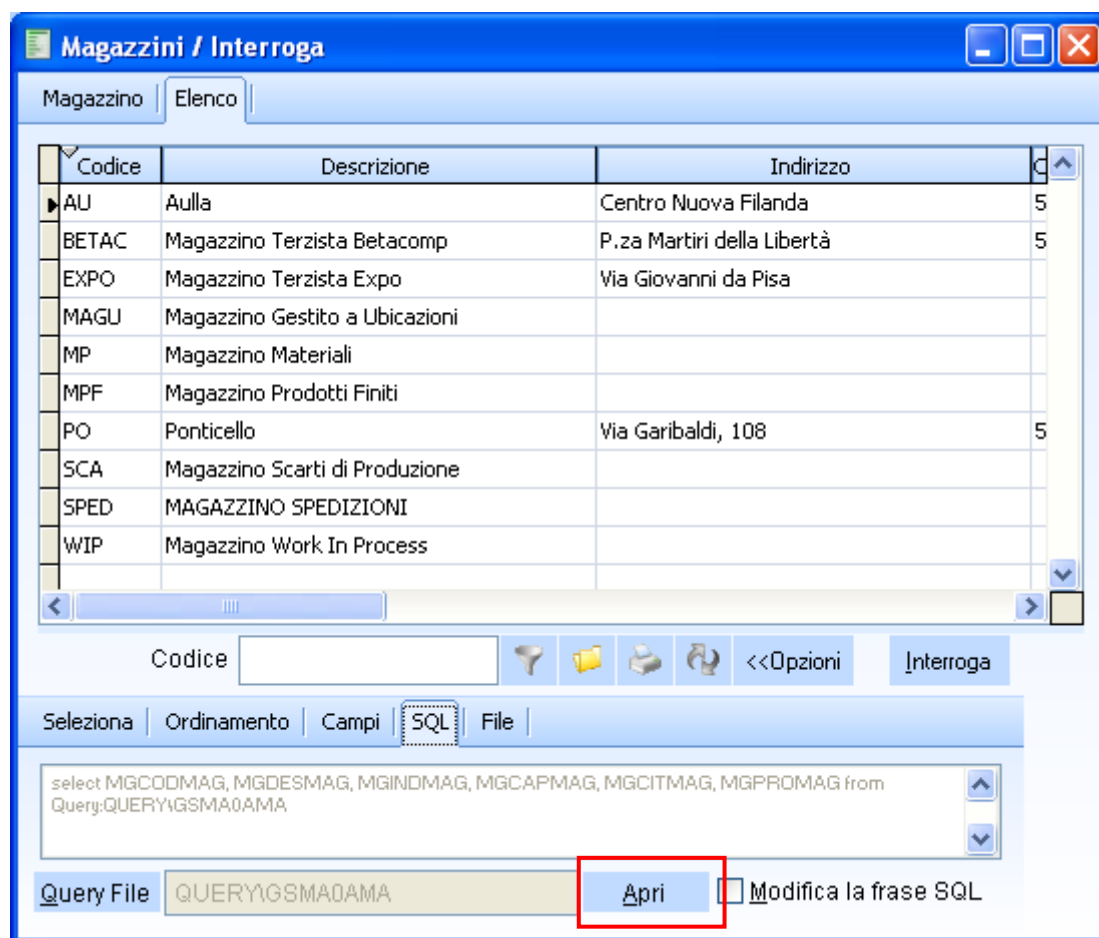 Magazzini / Interroga
Magazzino Elenco
Codice Descrizione Indirizzo C
AU Aulla Centro Nuova Filanda 5
BETAC Magazzino Terzista Betacomp P.za Martiri della Libertà 5
EXPO Magazzino Terzista Expo Via Giovanni da Pisa
MAGU Magazzino Gestito a Ubicazioni
MP Magazzino Materiali
MPF Magazzino Prodotti Finiti
PO Ponticello Via Garibaldi, 108 5
SCA Magazzino Scarti di Produzione
SPED MAGAZZINO SPEDIZIONI
WIP Magazzino Work In Process
Codice <<Opzioni Interroga
Seleziona Ordinamento Campi SQL File
select MGCODMAG, MGDESMAG, MGINDMAG, MGCAPMAG, MGCITMAG, MGPROMAG from
Query:QUERY\GSMA0AMA
Query File QUERY\GSMA0AMA Apri Modifica la frase SQL